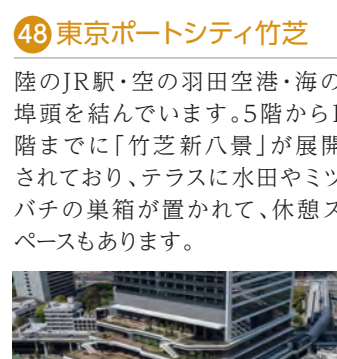 48 東京ポートシティ竹芝
陸のJR駅・空の羽田空港・海の
埠頭を結んでいます。5階から1
階までに「竹芝新八景」が展開
されており、テラスに水田やミツ
バチの巣箱が置かれて、休憩ス
ペースもあります。